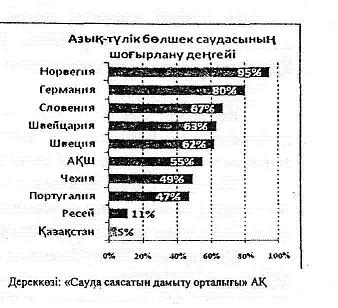 Азық-түлік бөлшек саудасының
шоғырлану деңгейі
Норвегия 95%
Германия 80%
Словения 67%
Швейцария 63%
Швеция 62%
АҚШ 55%
Чехия 49%
Португалия 47%
Ресей 11%
Қазақстан 5%
0% 20% 40% 60% 80% 100%
Дереккөзі: «Сауда саясатын дамыту орталығы» АҚ